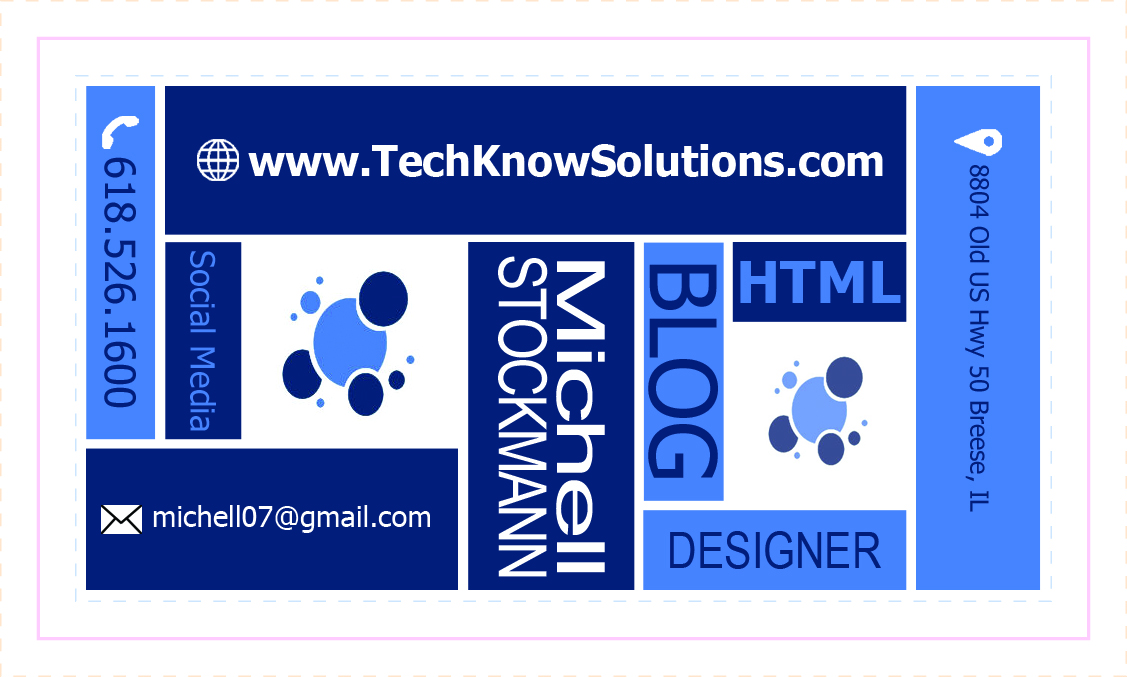 618.526.1600
www.TechKnowSolutions.com
Social Media
Michell
STOCKMANN
BLOG
HTML
8804 Old US Hwy 50 Breese, IL
michell07@gmail.com
DESIGNER